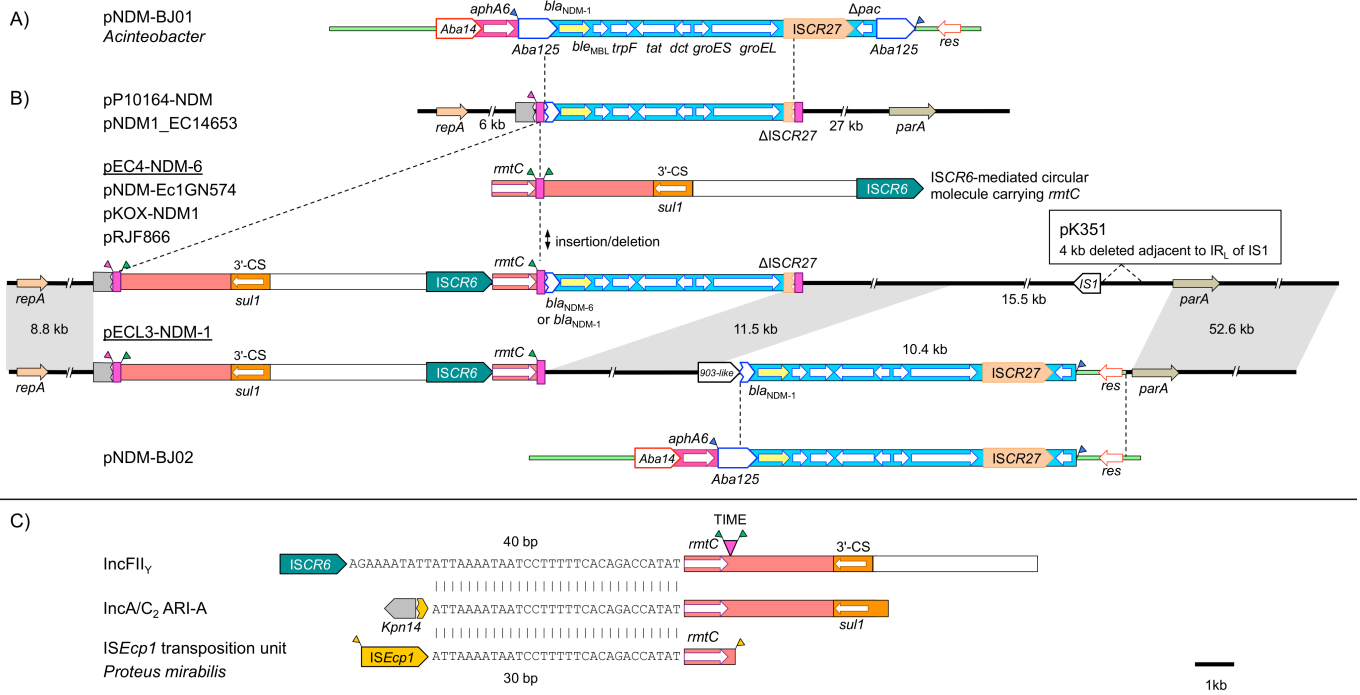 A)
pNDM-BJ01
Acinteobacter
Aba14
aphA6
Aba125
blaNDM-1
bleMBL
trpF
tat
dct
groES
groEL
ISCR27
Δpac
Aba125
res
B)
pP10164-NDM
pNDM1_EC14653
repA
6 kb
ΔISCR27
27 kb
parA
pEC4-NDM-6
pNDM-Ec1GN574
pKOX-NDM1
pRJF866
rmtC
3'-CS
sul1
ISCR6
ISCR6-mediated circular
molecule carrying rmtC
insertion/deletion
pK351
4 kb deleted adjacent to IRL of IS1
repA
3'-CS
sul1
ISCR6
rmtC
blaNDM-6
or blaNDM-1
ΔISCR27
15.5 kb
IS1
parA
8.8 kb
11.5 kb
52.6 kb
pECL3-NDM-1
repA
3'-CS
sul1
ISCR6
rmtC
903-like
blaNDM-1
10.4 kb
ISCR27
res
parA
pNDM-BJ02
Aba14
aphA6
Aba125
ISCR27
res
C)
TIME
IncFIIY
ISCR6
40 bp
AGAAAATATTATTAAAATAATCCTTTTTCACAGACCATAT
rmtC
3'-CS
IncA/C2 ARI-A
Kpn14
ATTAAAATAATCCTTTTTCACAGACCATAT
sul1
ISEcp1 transposition unit
Proteus mirabilis
ISEcp1
ATTAAAATAATCCTTTTTCACAGACCATAT
rmtC
30 bp
1kb